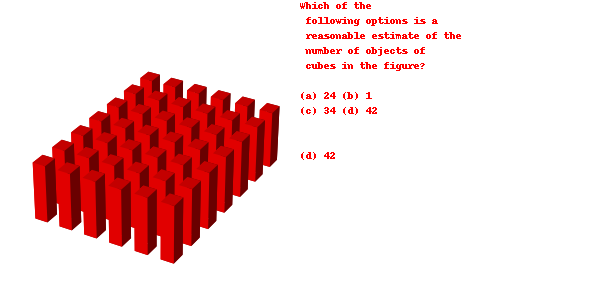 Which of the
following options is a
reasonable estimate of the
number of objects of
cubes in the figure?
(a) 24 (b) 1
(c) 34 (d) 42
(d) 42